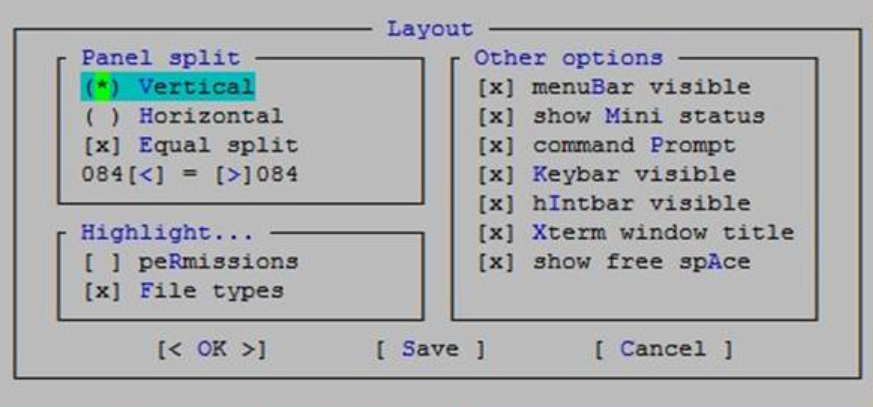 Layout
Panel split
(*) Vertical
( ) Horizontal
[x] Equal split
084[<] = [>]084
Highlight...
[ ] peRmissions
[x] File types
Other options
[x] menuBar visible
[x] show Mini status
[x] command Prompt
[x] Keybar visible
[x] hIntbar visible
[x] Xterm window title
[x] show free spAce
[< OK >] [ Save ] [ Cancel ]